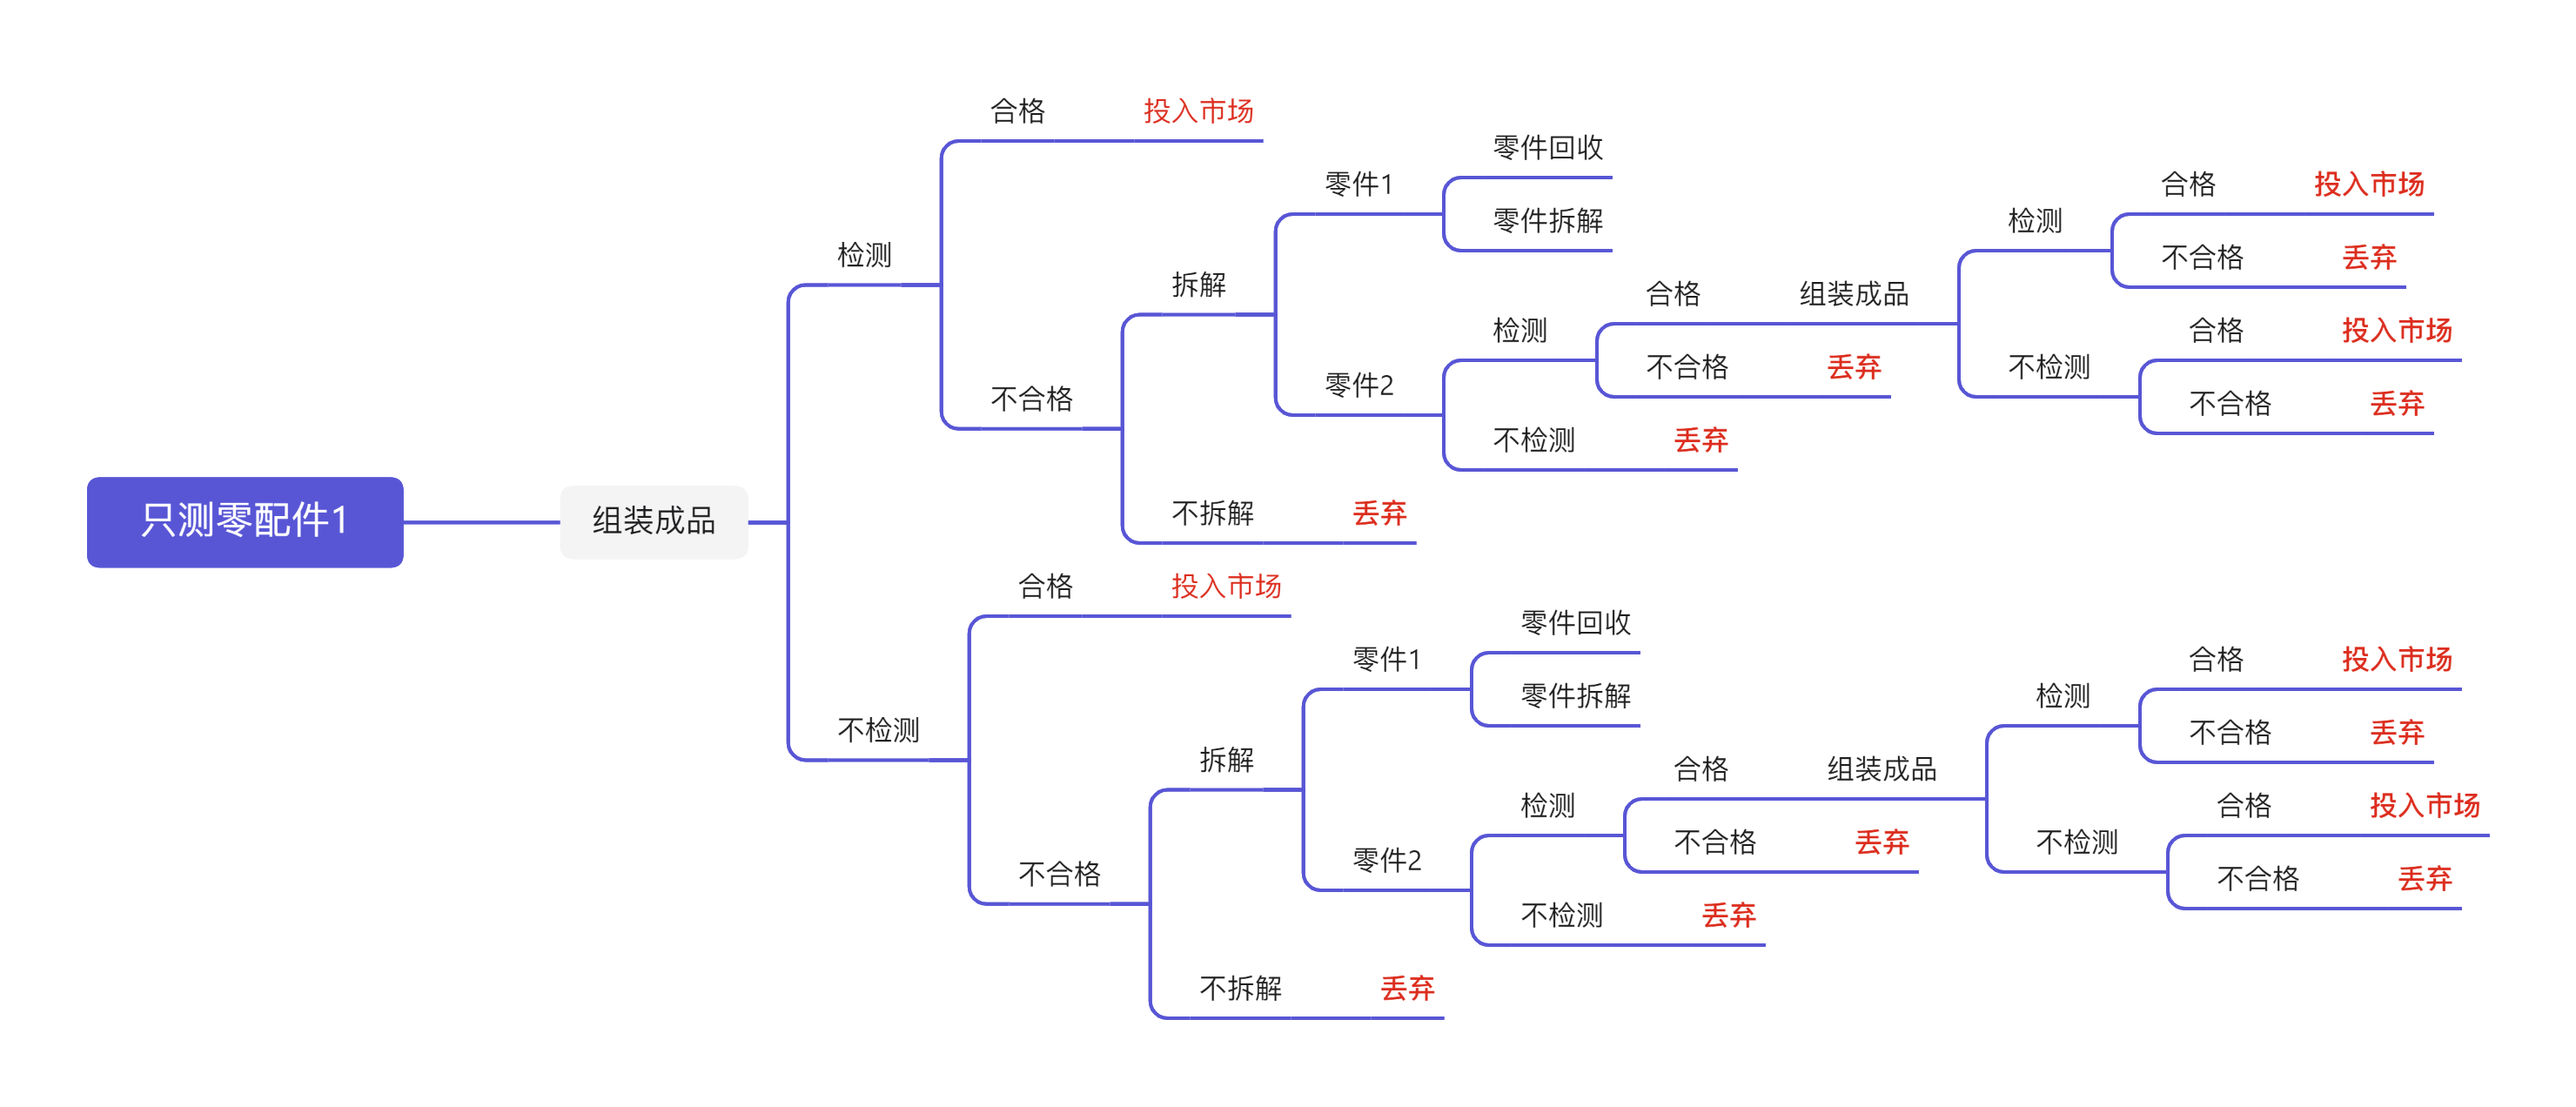 只测零配件1
组装成品
检测
合格
投入市场
不合格
拆解
零件1
零件回收
零件拆解
零件2
检测
合格
组装成品
检测
合格
投入市场
不合格
丢弃
不检测
合格
投入市场
不合格
丢弃
不合格
丢弃
不检测
丢弃
不拆解
丢弃
不检测
合格
投入市场
不合格
拆解
零件1
零件回收
零件拆解
零件2
检测
合格
组装成品
检测
合格
投入市场
不合格
丢弃
不检测
合格
投入市场
不合格
丢弃
不合格
丢弃
不检测
丢弃
不拆解
丢弃